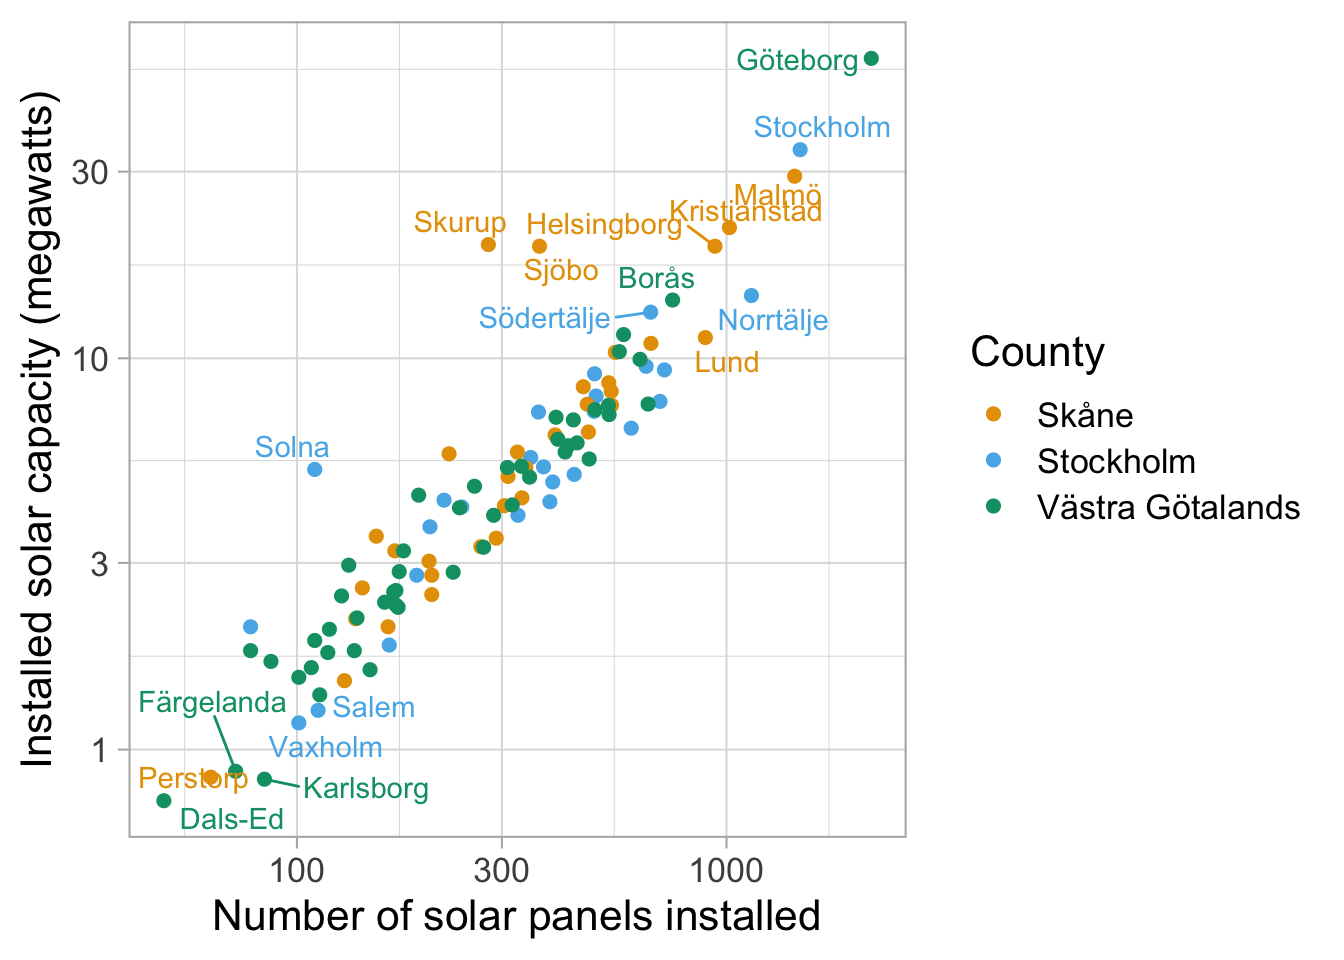 Göteborg
Stockholm
30
Malmö
Kristianstad
Skurup
Helsingborg
Sjöbo
Borås
Södertälje
Norrtälje
10
Lund
County
Skåne
Stockholm
Västra Götalands
Solna
3
Färgelanda
Salem
1
Vaxholm
Perstorp
Karlsborg
Dals-Ed
100
300
1000
Number of solar panels installed
Installed solar capacity (megawatts)